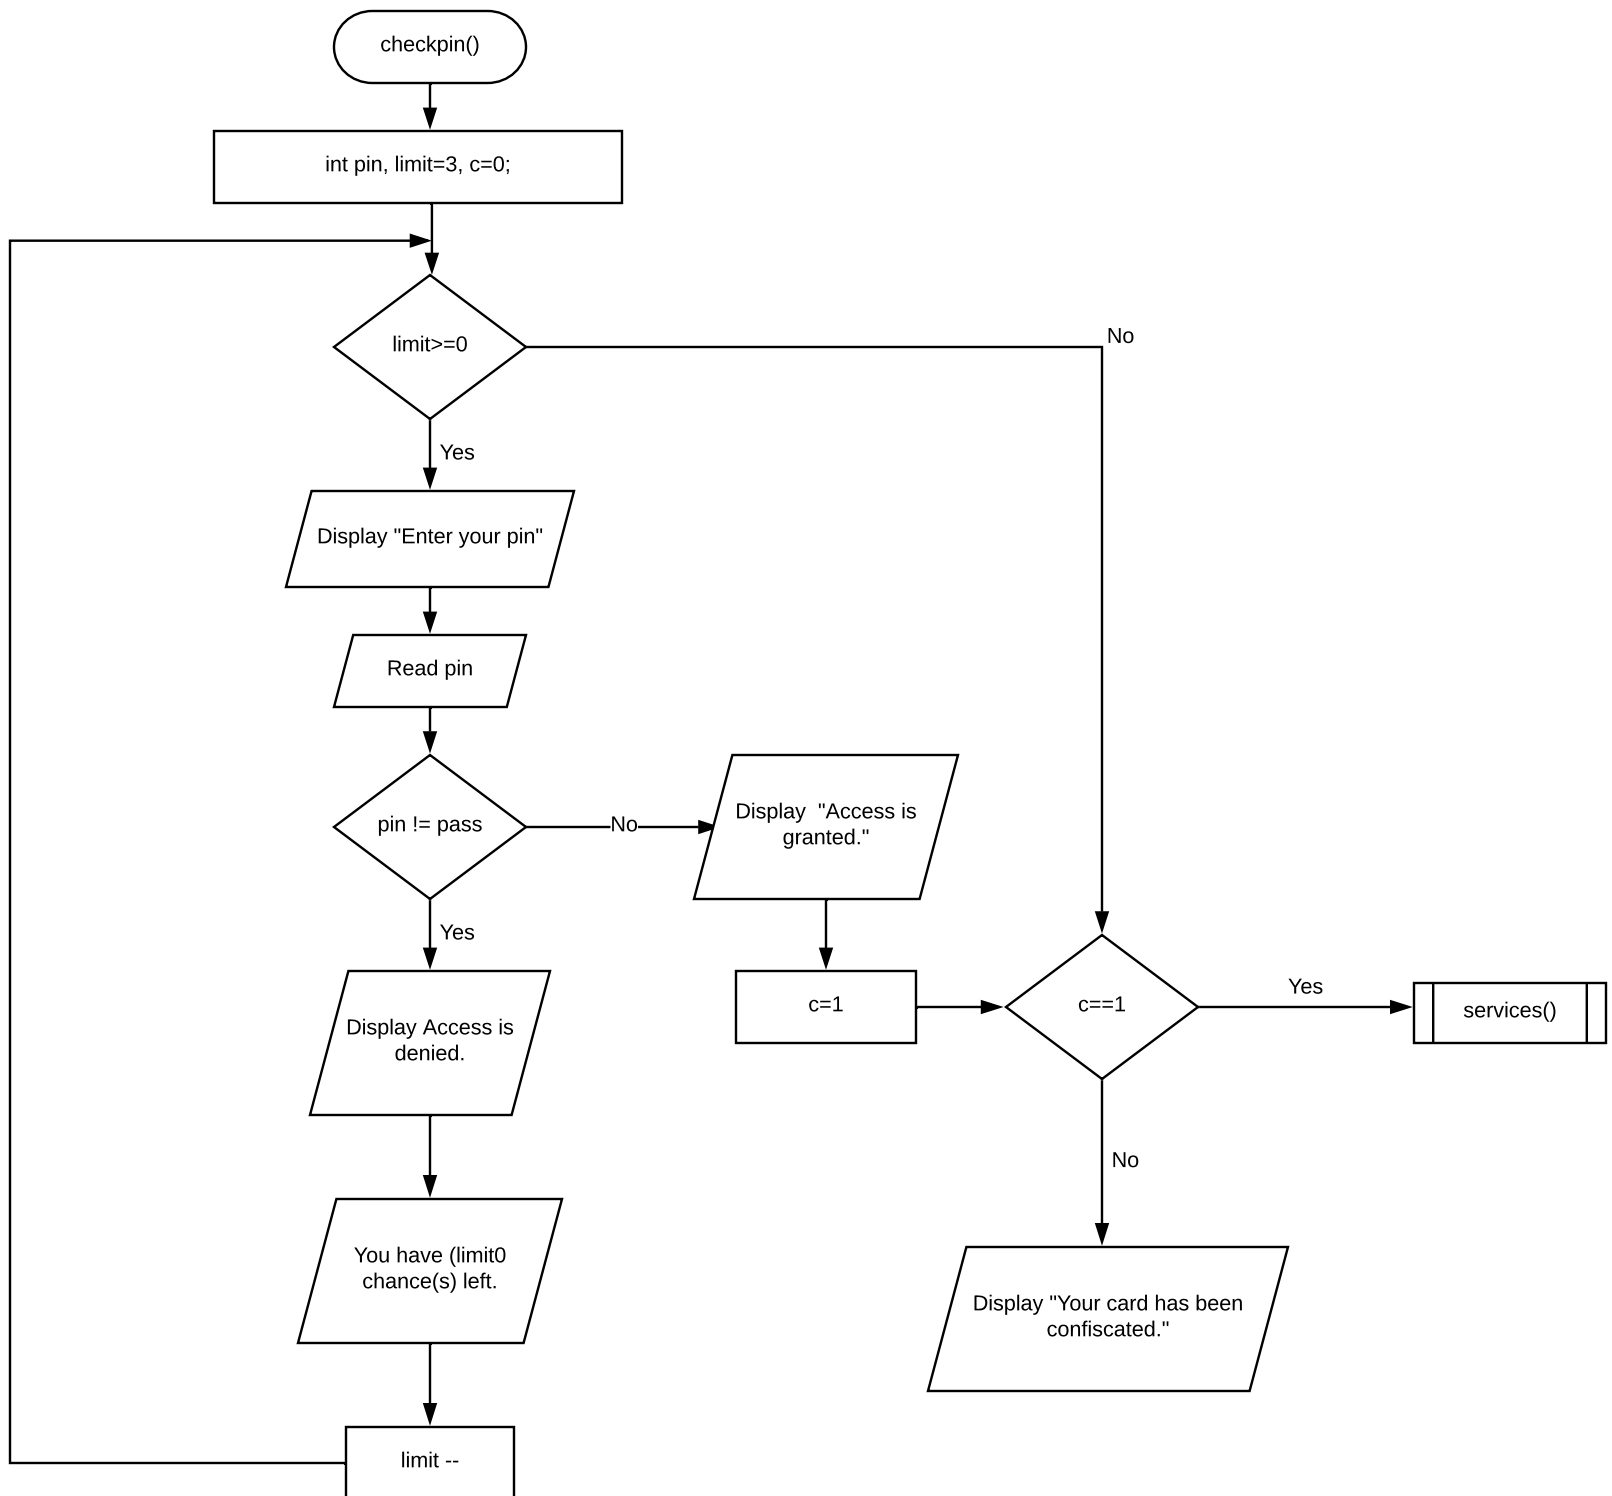 checkpin()
int pin, limit=3, c=0;
limit>=0
No
Yes
Display "Enter your pin"
Read pin
pin != pass
No
Display  "Access is
granted."
Yes
Display Access is
denied.
c=1
c==1
Yes
services()
No
You have (limit0
chance(s) left.
Display "Your card has been
confiscated."
limit --